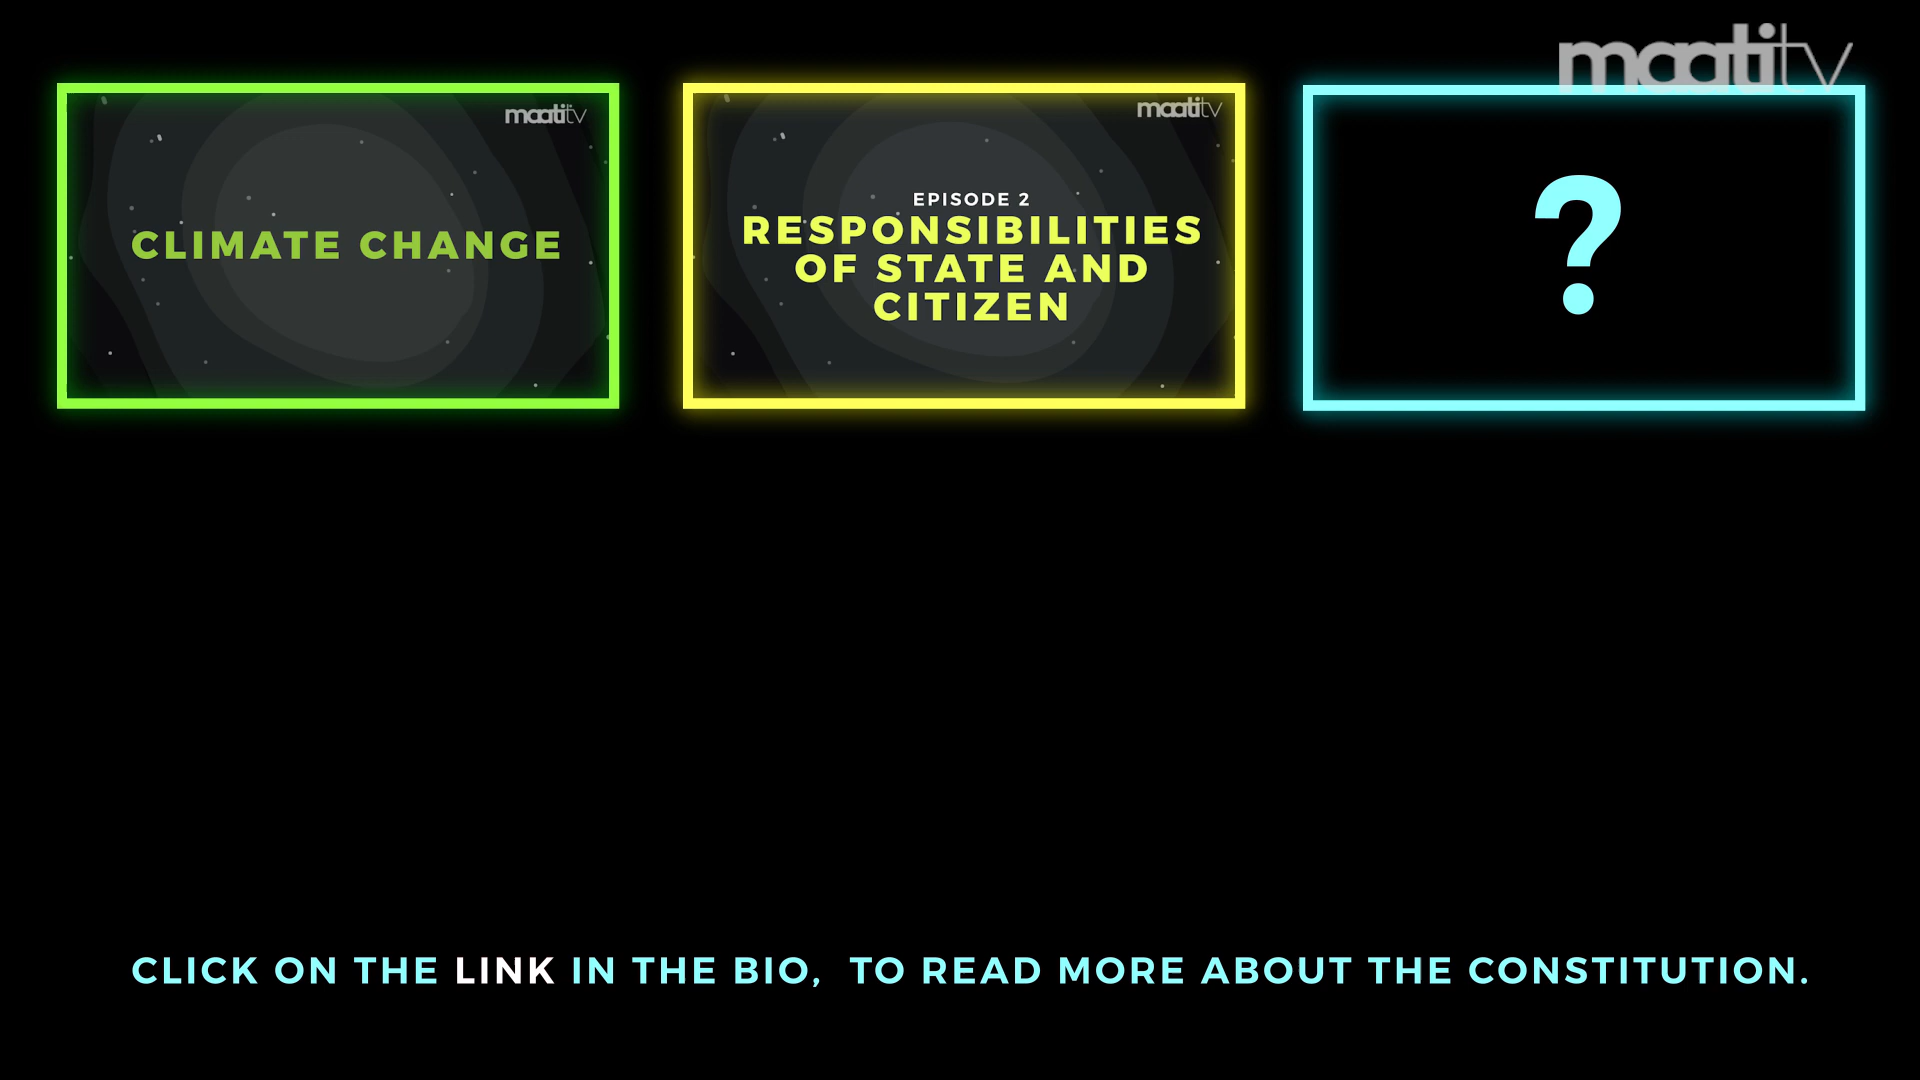 maatitv
maatitv
CLIMATE CHANGE
maatitv
EPISODE 2
RESPONSIBILITIES
OF STATE AND
CITIZEN
?
CLICK ON THE LINK IN THE BIO, TO READ MORE ABOUT THE CONSTITUTION.